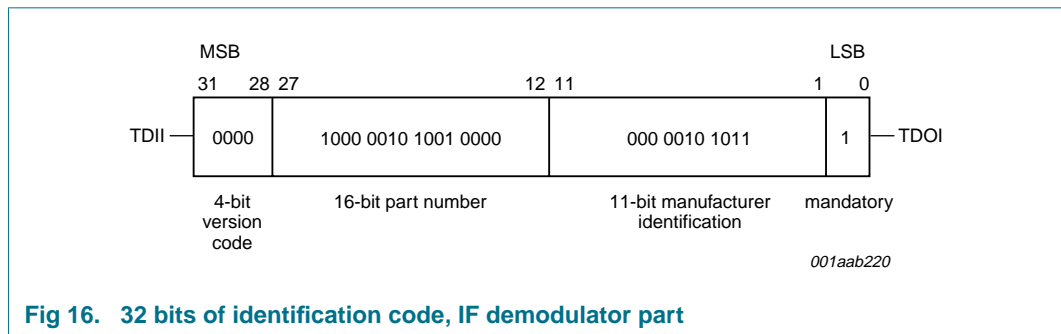 MSB LSB
31 28 27 12 11 1 0
TDII 0000 1000 0010 1001 0000 000 0010 1011 1 TDOI
4-bit version code
16-bit part number
11-bit manufacturer identification
mandatory
001aab220
Fig 16. 32 bits of identification code, IF demodulator part